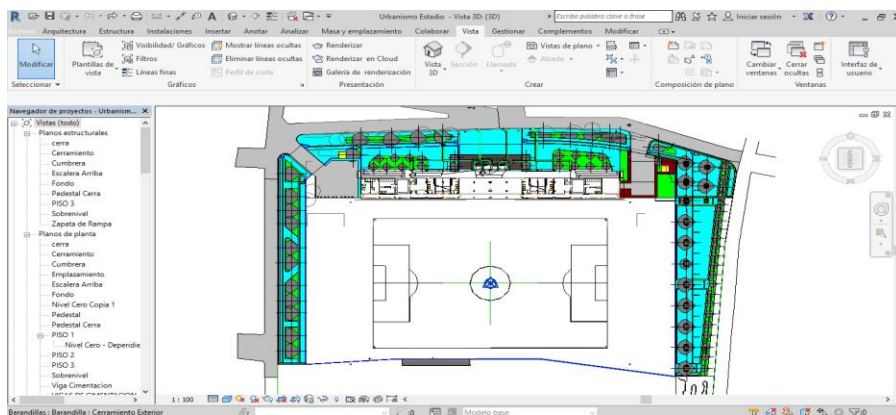 R A Urbanismo Estadio - Vista 3D: {3D} Escriba palabra clave o frase Iniciar sesión
Archivo Arquitectura Estructura Instalaciones Insertar Anotar Analizar Masa y emplazamiento Colaborar Vista Gestionar Complementos Modificar
Modificar
Plantillas de vista
Visibilidad/ Gráficos
Filtros
Líneas finas
Mostrar líneas ocultas
Eliminar líneas ocultas
Perfil de corte
Renderizar
Renderizar en Cloud
Galería de renderización
Vista 3D
Sección
Llamada
Vistas de plano
Alzado
Cambiar ventanas
Cerrar ocultas
Interfaz de usuario
Seleccionar Gráficos Presentación Crear Composición de plano Ventanas
Navegador de proyectos - Urbanism... X
Vistas (todo)
Planos estructurales
cerra
Cerramiento
Cumbrera
Escalera Arriba
Fondo
Pedestal Cerra
PISO 3
Sobrenivel
Zapata de Rampa
Planos de planta
cerra
Cerramiento
Cumbrera
Emplazamiento
Escalera Arriba
Fondo
Nivel Cero Copia 1
Pedestal
Pedestal Cerra
PISO 1
Nivel Cero - Dependie
PISO 2
PISO 3
Sobrenivel
Viga Cimentacion
VIGAS DE CIMENTACION
1 : 100
Barandillas : Barandilla : Cerramiento Exterior
:0
Modelo base
:0